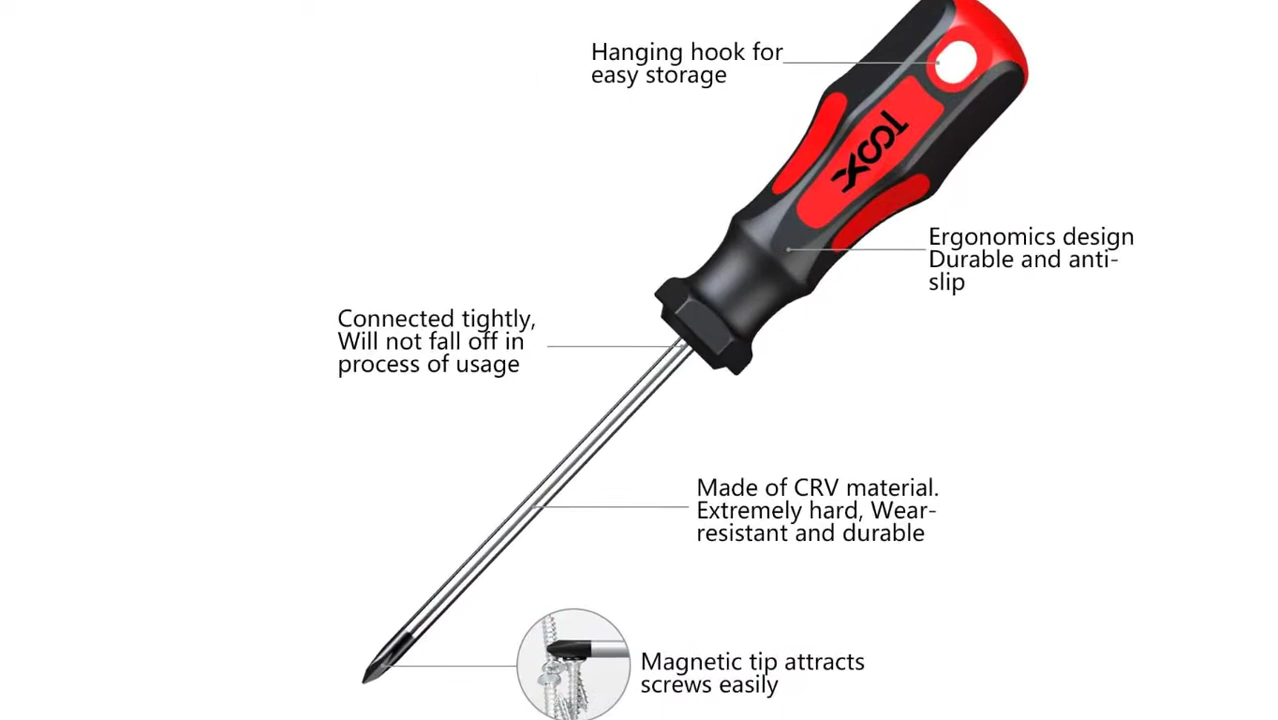 Hanging hook for
easy storage
TOSX
Ergonomics design
Durable and anti-
slip
Connected tightly,
Will not fall off in
process of usage
Made of CRV material.
Extremely hard, Wear-
resistant and durable
Magnetic tip attracts
screws easily